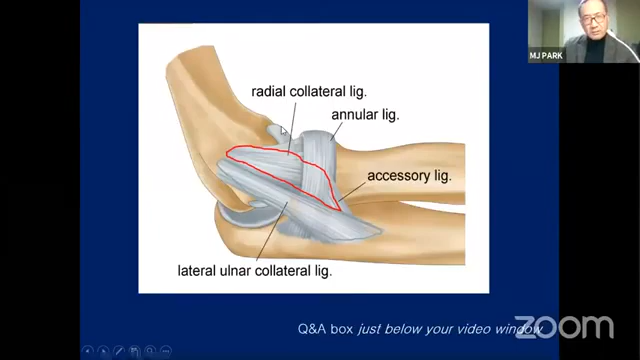 MJ PARK
radial collateral lig.
annular lig.
accessory lig.
lateral ulnar collateral lig.
Q&A box just below your video window
zoom